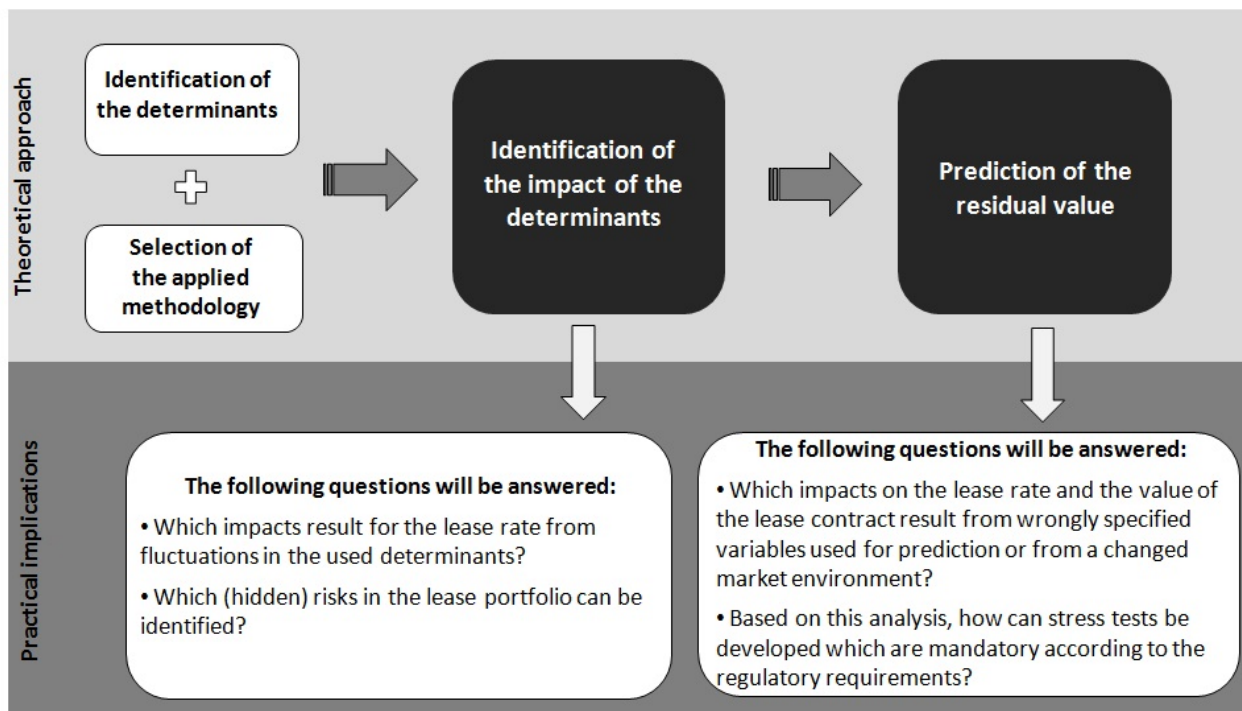 Theoretical approach
Identification of
the determinants
Selection of
the applied
methodology
Identification of
the impact of the
determinants
Prediction of the
residual value
Practical implications
The following questions will be answered:
• Which impacts result for the lease rate from
fluctuations in the used determinants?
• Which (hidden) risks in the lease portfolio can be
identified?
The following questions will be answered:
• Which impacts on the lease rate and the value of
the lease contract result from wrongly specified
variables used for prediction or from a changed
market environment?
• Based on this analysis, how can stress tests be
developed which are mandatory according to the
regulatory requirements?